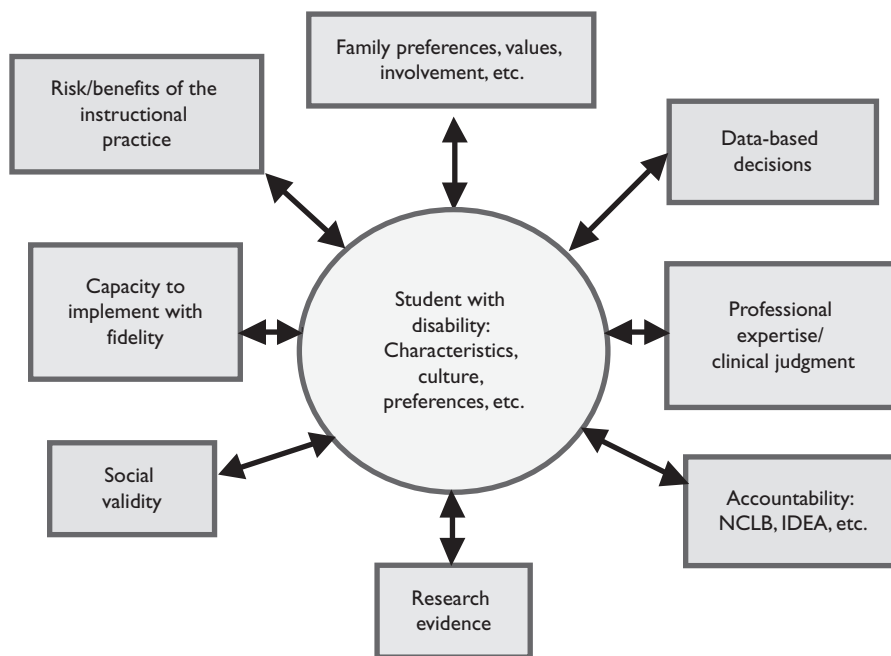 Family preferences, values,
involvement, etc.
Risk/benefits of the
instructional
practice
Data-based
decisions
Capacity to
implement with
fidelity
Student with
disability:
Characteristics,
culture,
preferences, etc.
Professional
expertise/
clinical judgment
Social
validity
Accountability:
NCLB, IDEA, etc.
Research
evidence